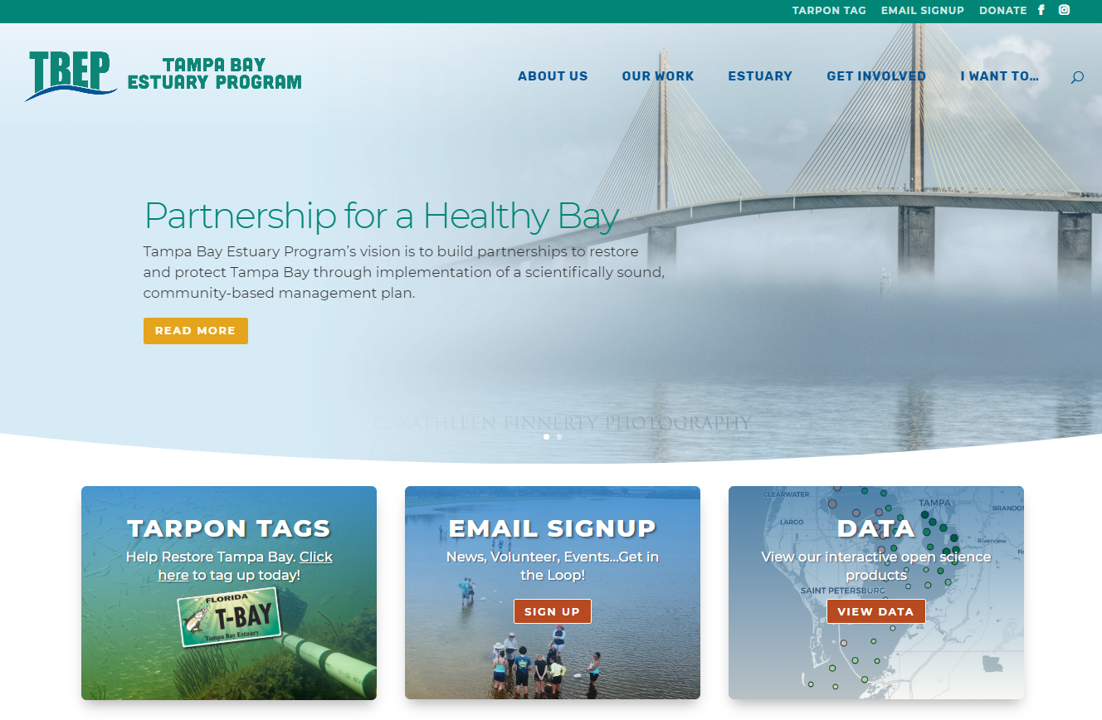 TARPON TAG EMAIL SIGNUP DONATE
TBEP
TAMPA BAY
ESTUARY PROGRAM
ABOUT US OUR WORK ESTUARY GET INVOLVED I WANT TO...
Partnership for a Healthy Bay
Tampa Bay Estuary Program's vision is to build partnerships to restore
and protect Tampa Bay through implementation of a scientifically sound,
community-based management plan.
READ MORE
KATHLEEN FINNERTY PHOTOGRAPHY
TARPON TAGS
Help Restore Tampa Bay. Click
here to tag up today!
FLORIDA
T-BAY
Tampa Bay Estuary
EMAIL SIGNUP
News, Volunteer, Events...Get in
the Loop!
SIGN UP
CLEARWATER
TAMPA
BRANDON
LARGO
DATA
Riverview
View our interactive open science
products
SAINT PETERSBURG
VIEW DATA